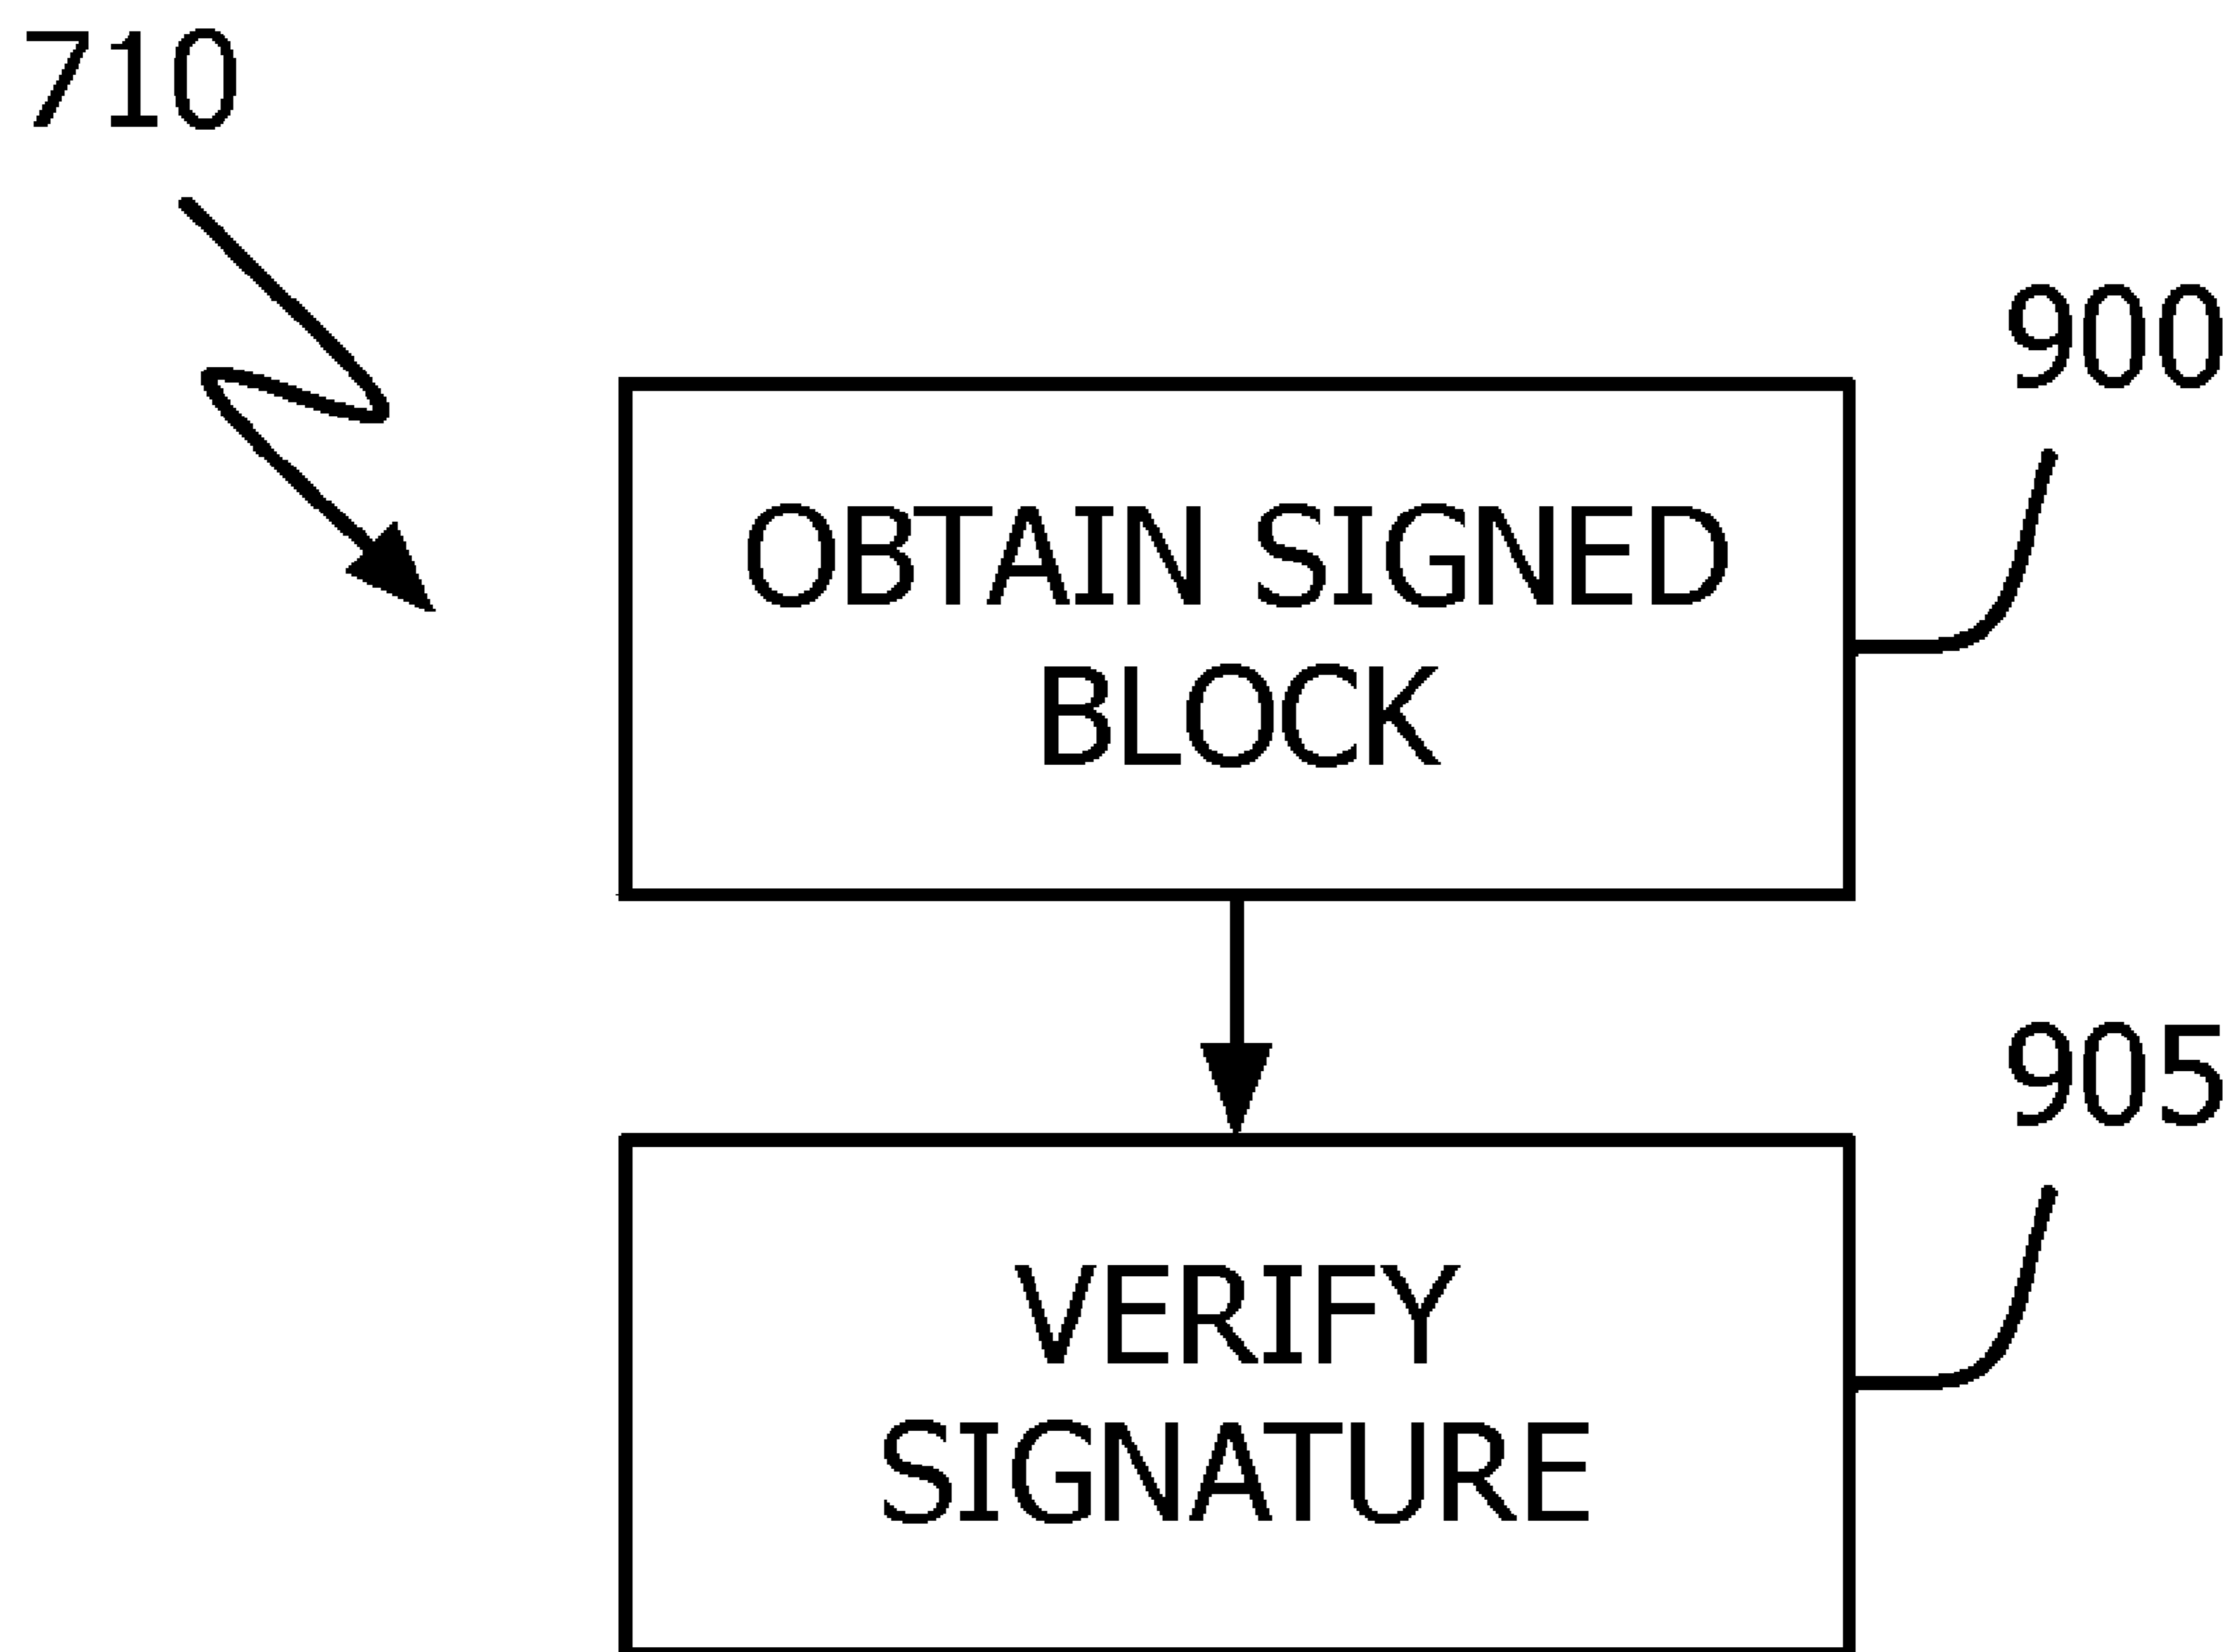 710
900
OBTAIN SIGNED
BLOCK
905
VERIFY
SIGNATURE